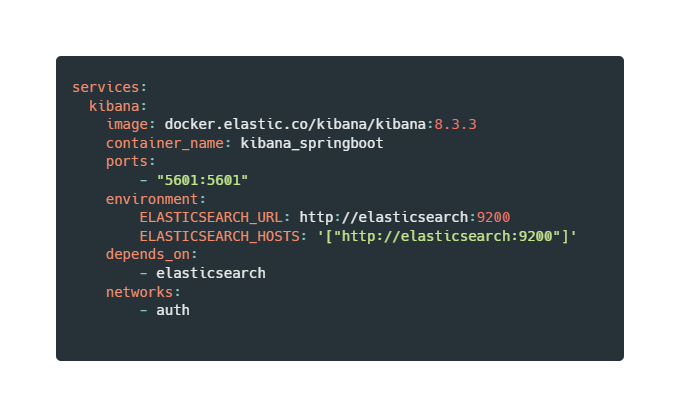 services:
  kibana:
    image: docker.elastic.co/kibana/kibana:8.3.3
    container_name: kibana_springboot
    ports:
        - "5601:5601"
    environment:
        ELASTICSEARCH_URL: http://elasticsearch:9200
        ELASTICSEARCH_HOSTS: '["http://elasticsearch:9200"]'
    depends_on:
        - elasticsearch
    networks:
        - auth